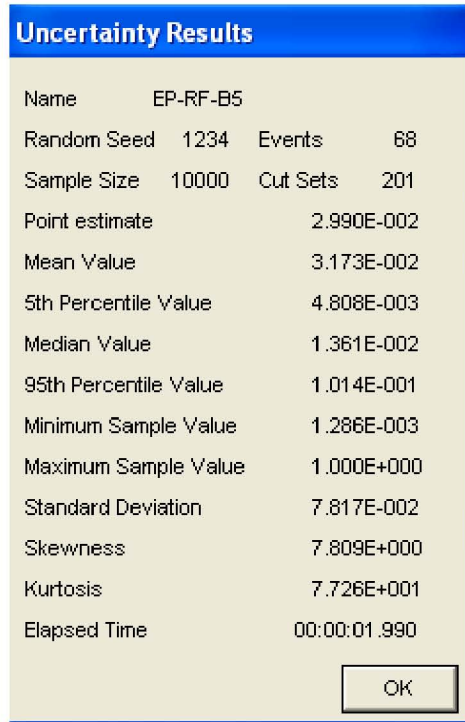 Uncertainty Results
Name EP-RF-B5
Random Seed 1234 Events 68
Sample Size 10000 Cut Sets 201
Point estimate 2.990E-002
Mean Value 3.173E-002
5th Percentile Value 4.808E-003
Median Value 1.361E-002
95th Percentile Value 1.014E-001
Minimum Sample Value 1.286E-003
Maximum Sample Value 1.000E+000
Standard Deviation 7.817E-002
Skewness 7.809E+000
Kurtosis 7.726E+001
Elapsed Time 00:00:01.990
OK